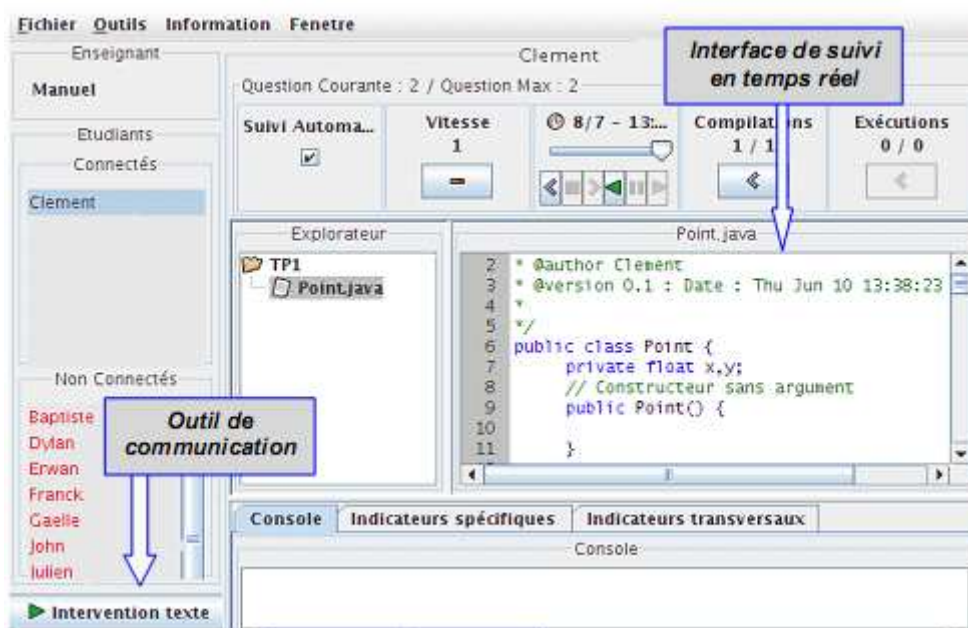 Fichier Outils Information Fenetre
Enseignant
Manuel
Etudiants
Connectés
Clement
Non Connectés
Baptiste
Dylan
Erwan
Franck
Gaelle
John
Julien
Intervention texte
Outil de
communication
Clement
Interface de suivi
en temps réel
Question Courante : 2 / Question Max : 2
Suivi Automa...
Vitesse
1
8/7 - 13:...
Compilations
1 / 1
Exécutions
0 / 0
Explorateur
TP1
Point.java
Point.java
2 * @author Clement
3 * @version 0.1 : Date : Thu Jun 10 13:38:23
4 *
5 */
6 public class Point {
7 private float x,y;
8 // Constructeur sans argument
9 public Point() {
10
11 }
Console Indicateurs spécifiques Indicateurs transversaux
Console